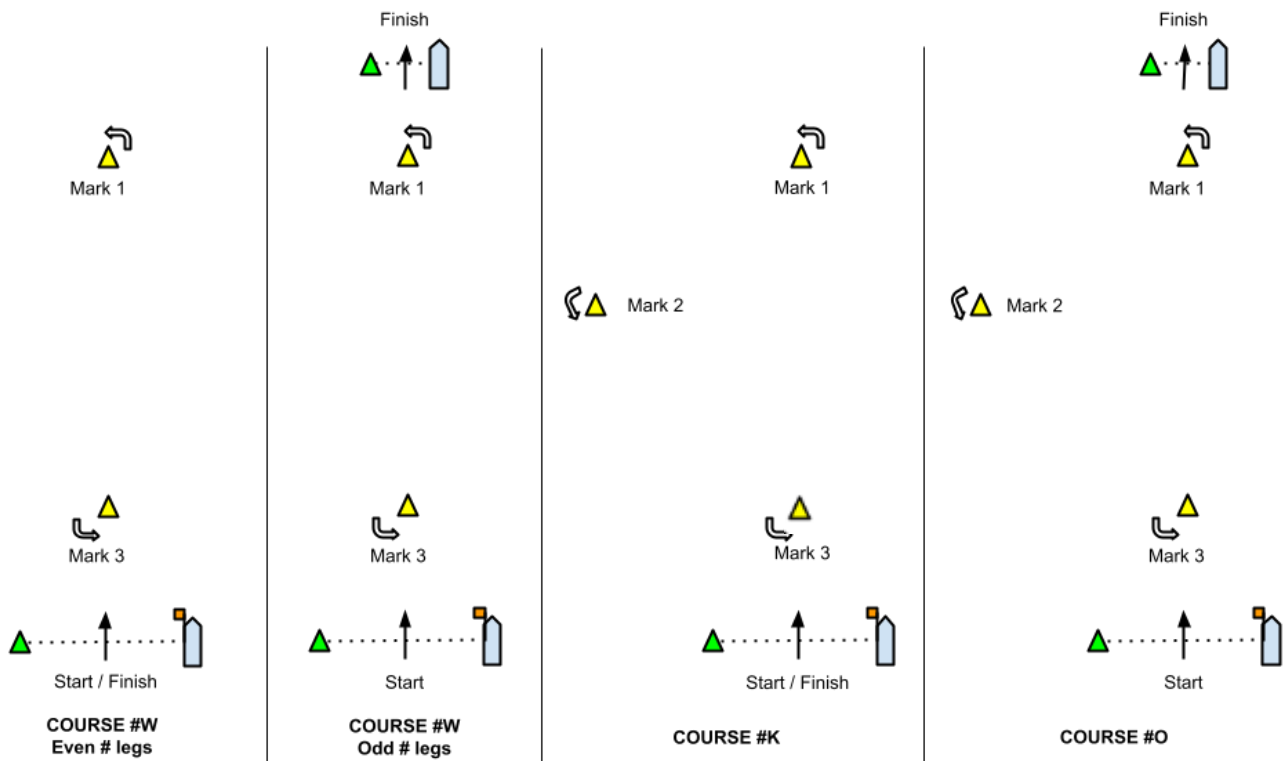 Finish
Finish
Mark 1
Mark 1
Mark 1
Mark 1
Mark 2
Mark 2
Mark 3
Mark 3
Mark 3
Mark 3
Start / Finish
Start
Start / Finish
Start
COURSE #W
Even # legs
COURSE #W
Odd # legs
COURSE #K
COURSE #O